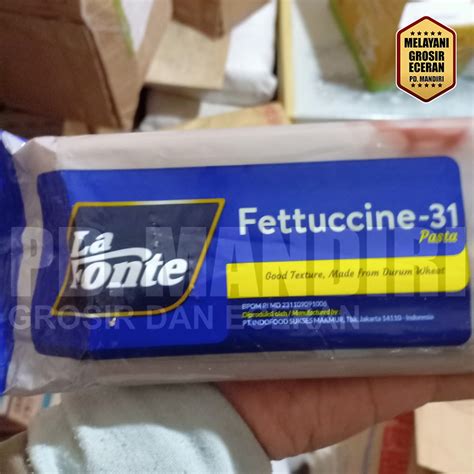 MELAYANI
GROSIR
ECERAN
PD. MANDIRI
La
Fonte
Fettuccine-31
Pasta
Good Texture, Made from Durum Wheat
BPOM RI MD 231109091006
Diproduksi oleh / Manufactured by :
PT. INDOFOOD SUKSES MAKMUR, Tbk. Jakarta 14110 - Indonesia
PD. MANDIRI
GROSIR DAN ECERAN